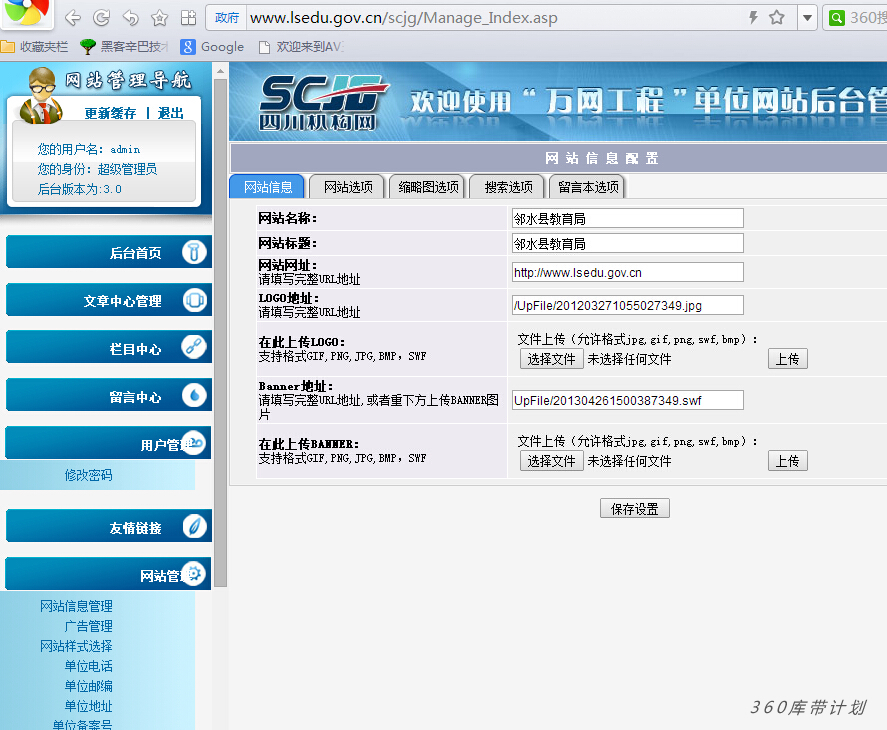 政府 www.lsedu.gov.cn/scjg/Manage_Index.asp 360搜
收藏夹栏 黑客辛巴技术 Google 欢迎来到AV
网站管理导航
更新缓存 | 退出
您的用户名：admin
您的身份：超级管理员
后台版本为:3.0
后台首页
文章中心管理
栏目中心
留言中心
用户管
修改密码
友情链接
网站管
网站信息管理
广告管理
网站样式选择
单位电话
单位邮编
单位地址
单位备案号
SCJG
四川机构网
欢迎使用“万网工程”单位网站后台管
网站信息配置
网站信息 网站选项 缩略图选项 搜索选项 留言本选项
网站名称： 邻水县教育局
网站标题： 邻水县教育局
网站网址： http://www.lsedu.gov.cn
请填写完整URL地址
LOGO地址： /UpFile/201203271055027349.jpg
请填写完整URL地址
在此上传LOGO： 文件上传（允许格式jpg,gif,png,swf,bmp）：
支持格式GIF,PNG,JPG,BMP，SWF 选择文件 未选择任何文件 上传
Banner地址： UpFile/201304261500387349.swf
请填写完整URL地址,或者重下方上传BANNER图
片
在此上传BANNER： 文件上传（允许格式jpg,gif,png,swf,bmp）：
支持格式GIF,PNG,JPG,BMP，SWF 选择文件 未选择任何文件 上传
保存设置
360库带计划